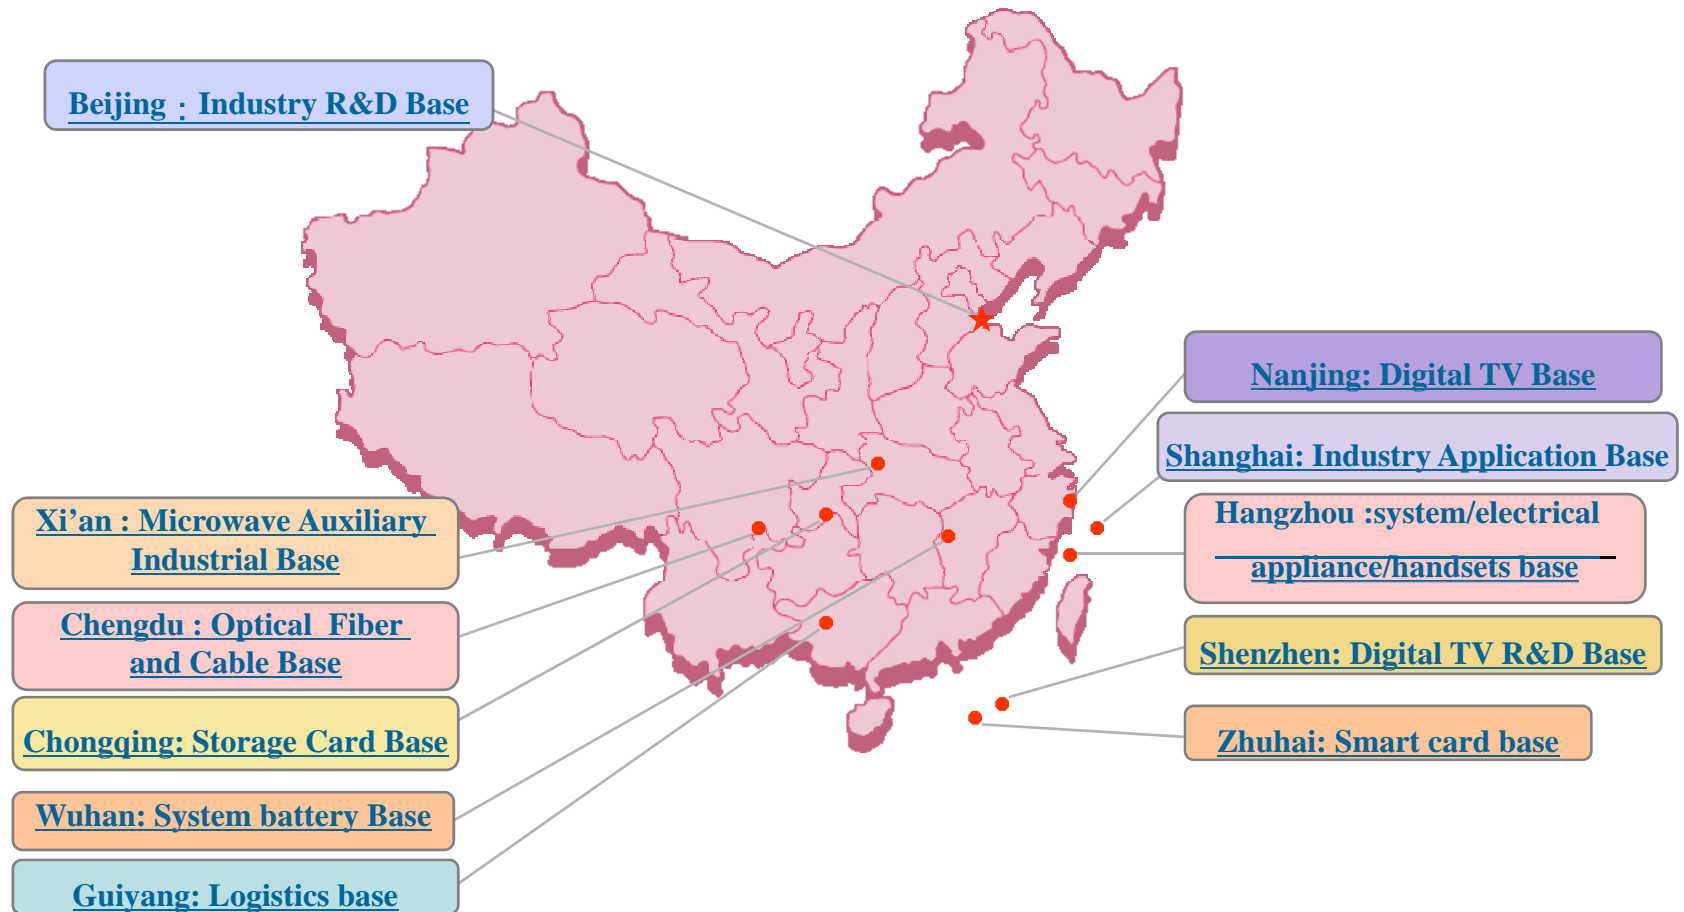 Beijing：Industry R&D Base
Nanjing: Digital TV Base
Shanghai: Industry Application Base
Hangzhou :system/electrical
appliance/handsets base
Shenzhen: Digital TV R&D Base
Zhuhai: Smart card base
Xi’an : Microwave Auxiliary
Industrial Base
Chengdu : Optical Fiber
and Cable Base
Chongqing: Storage Card Base
Wuhan: System battery Base
Guiyang: Logistics base